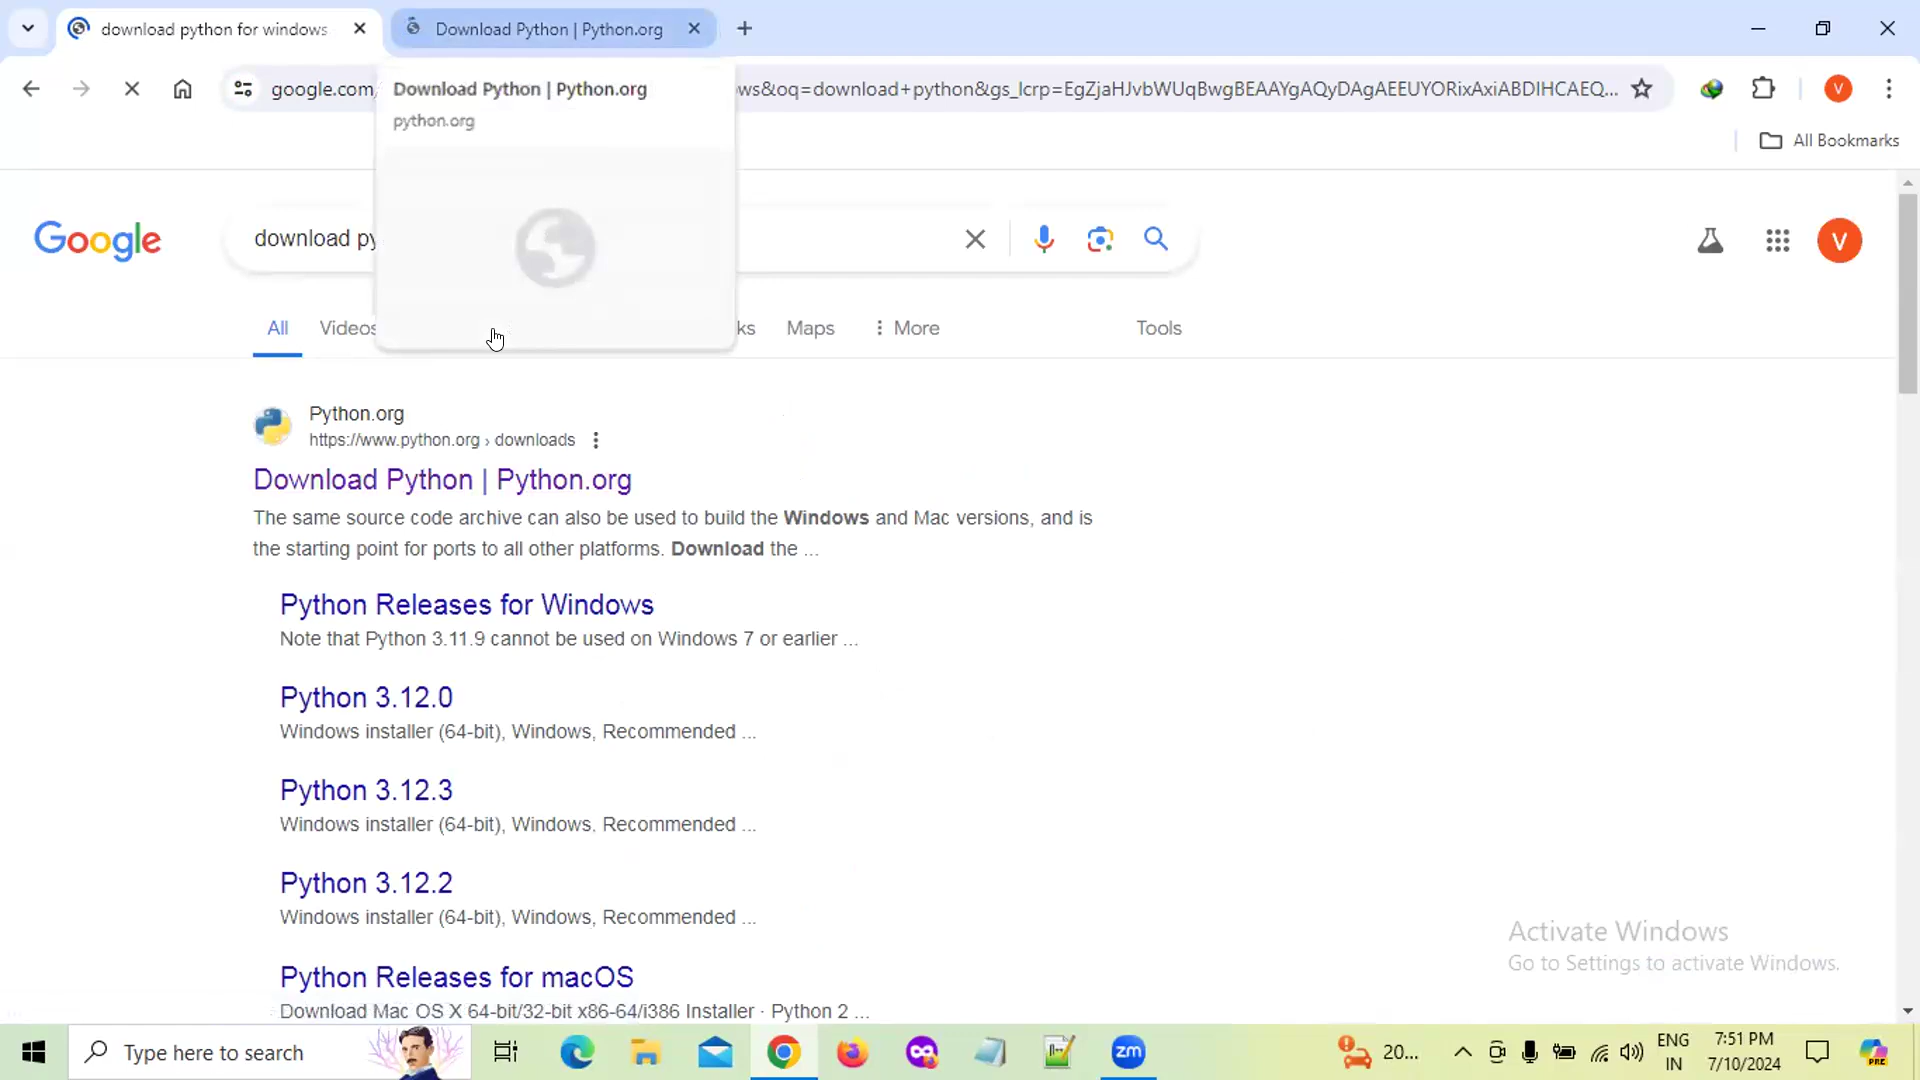 download python for windows
Download Python | Python.org
google.com
ws&oq=download+python&gs_lcrp=EgZjaHJvbWUqBwgBEAAYgAQyDAgAEEUYORixAxiABDIHCAEQ...
V
Download Python | Python.org
python.org
All Bookmarks
Google
download py
V
All
Videos
ks
Maps
More
Tools
Python.org
https://www.python.org › downloads
Download Python | Python.org
The same source code archive can also be used to build the Windows and Mac versions, and is
the starting point for ports to all other platforms. Download the ...
Python Releases for Windows
Note that Python 3.11.9 cannot be used on Windows 7 or earlier ...
Python 3.12.0
Windows installer (64-bit), Windows, Recommended ...
Python 3.12.3
Windows installer (64-bit), Windows. Recommended ...
Python 3.12.2
Windows installer (64-bit), Windows, Recommended ...
Python Releases for macOS
Download Mac OS X 64-bit/32-bit x86-64/i386 Installer · Python 2 ...
Activate Windows
Go to Settings to activate Windows.
Type here to search
zm
20...
ENG
IN
7:51 PM
7/10/2024
PRE